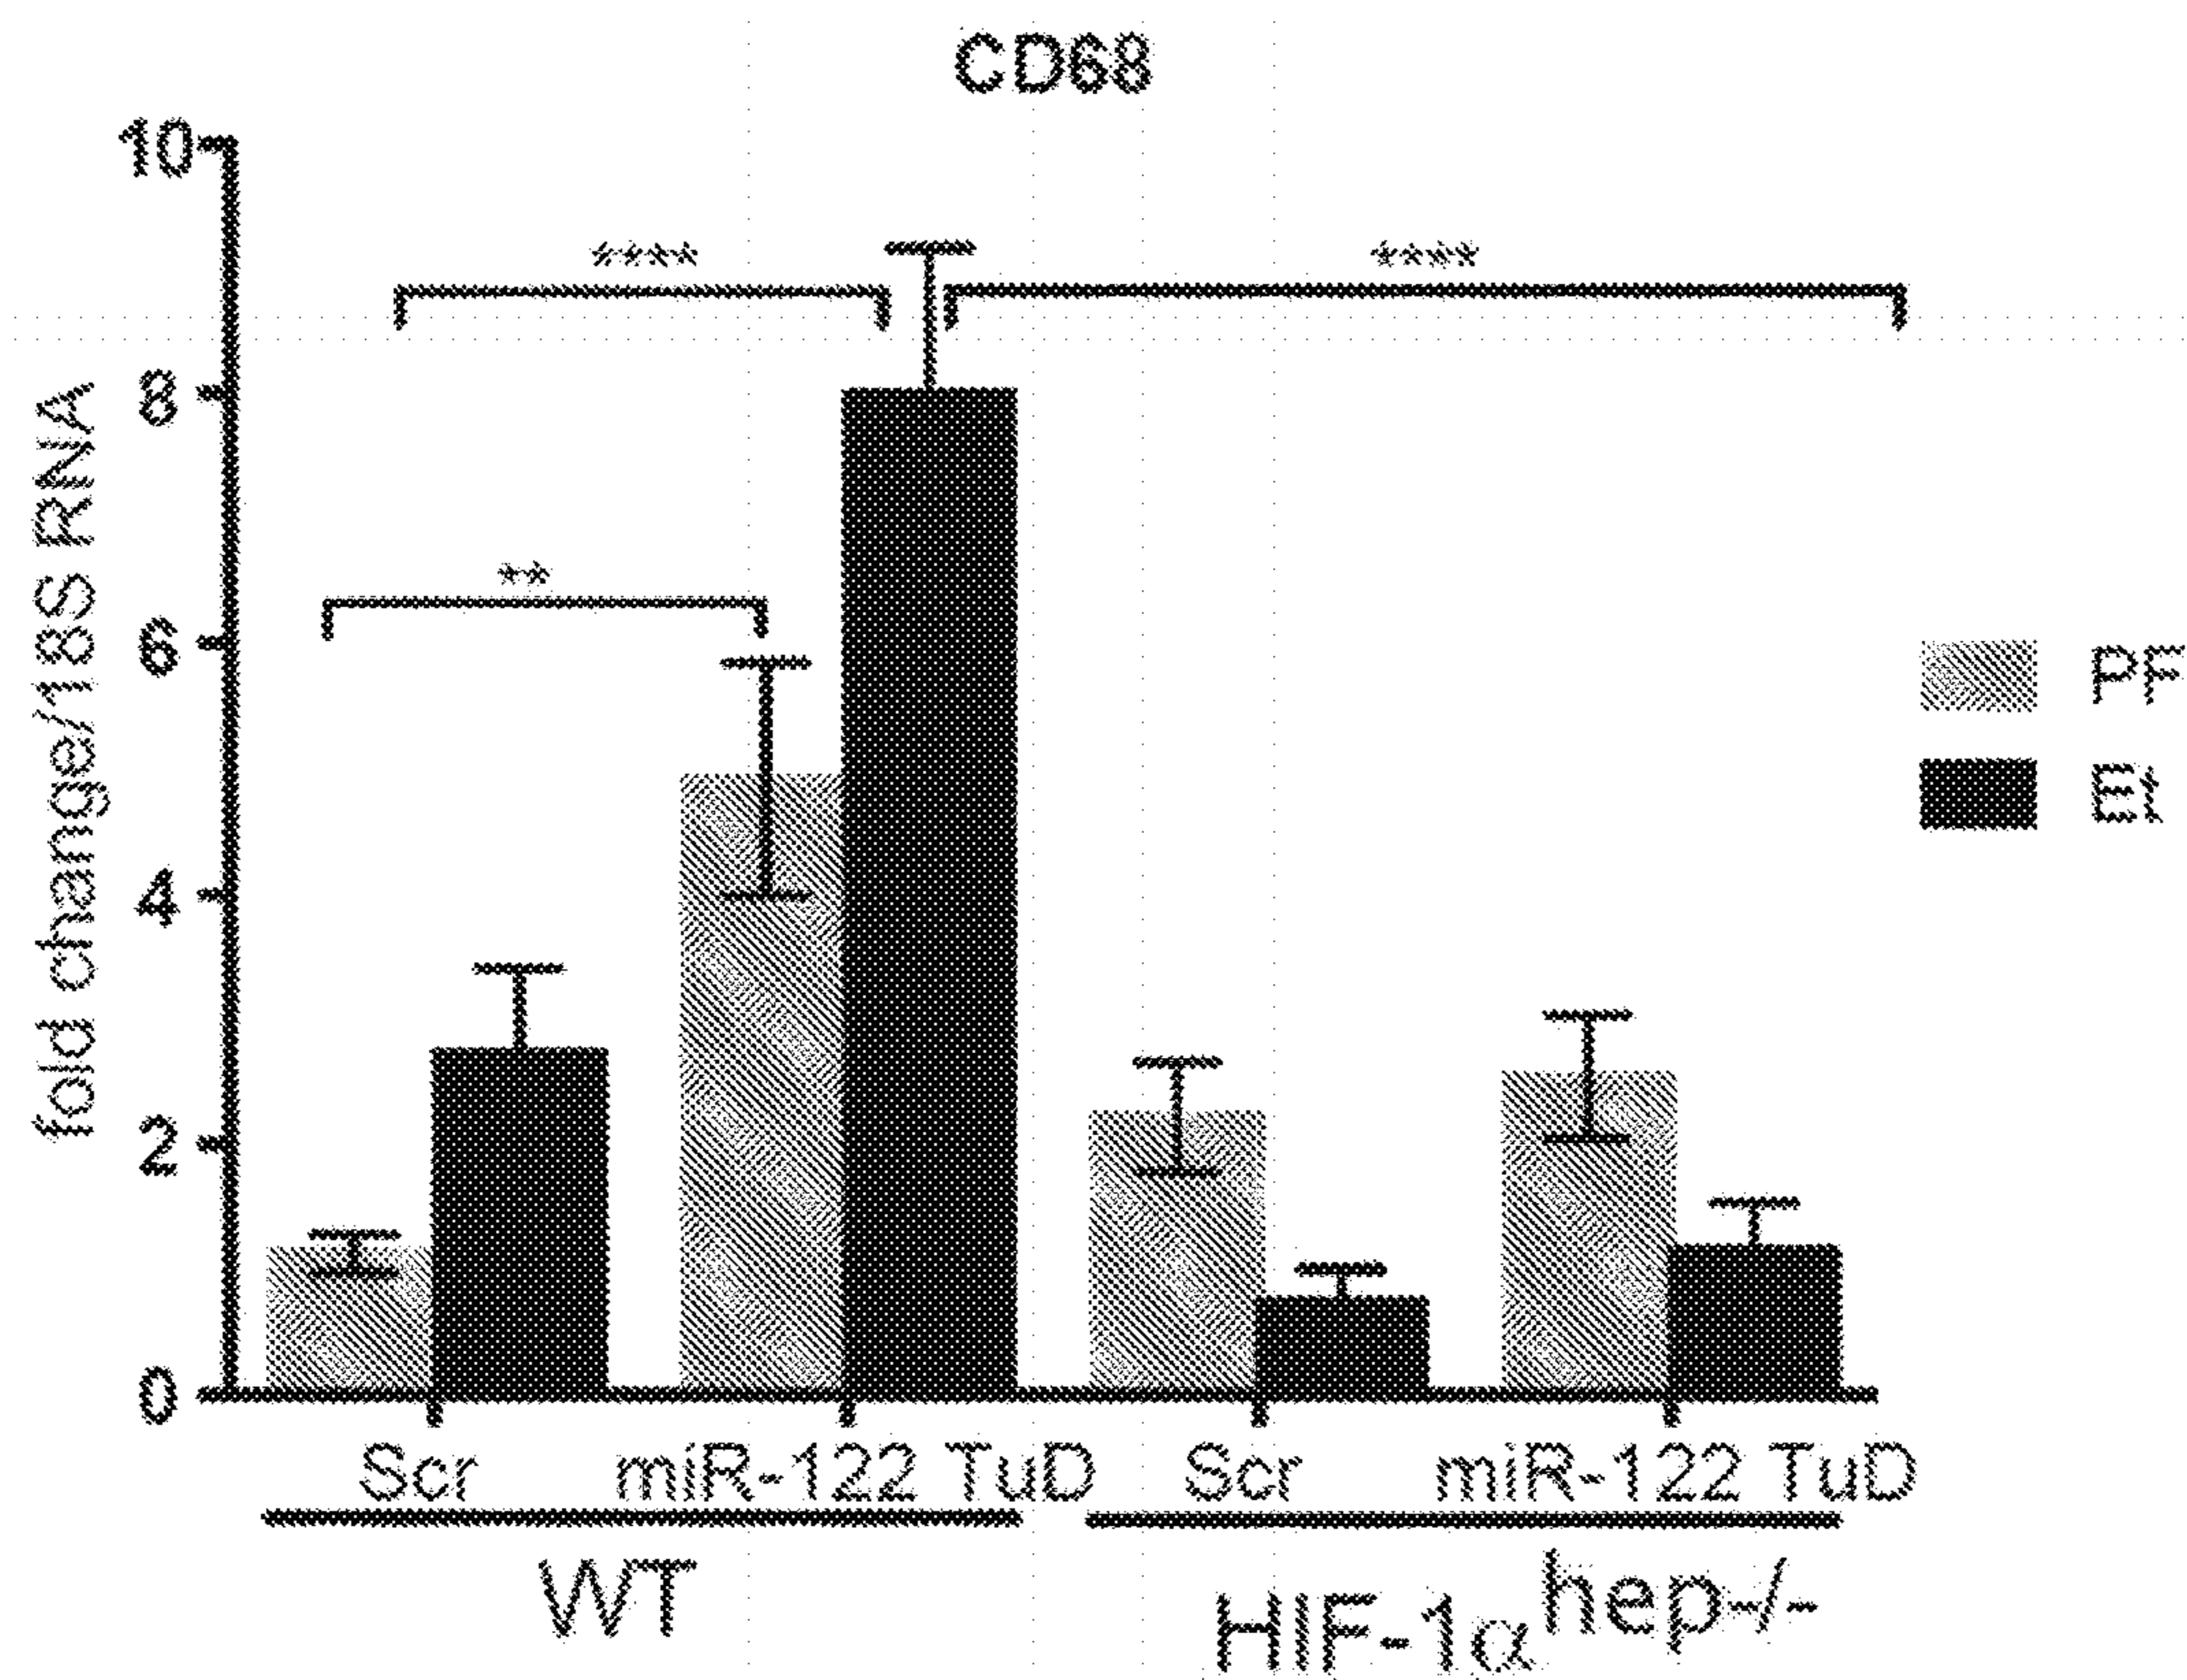 CD68
fold change/18S RNA
10
8
6
4
2
0
****
****
**
PF
Et
Scr
miR-122 TuD
Scr
miR-122 TuD
WT
HIF-1α hep-/-